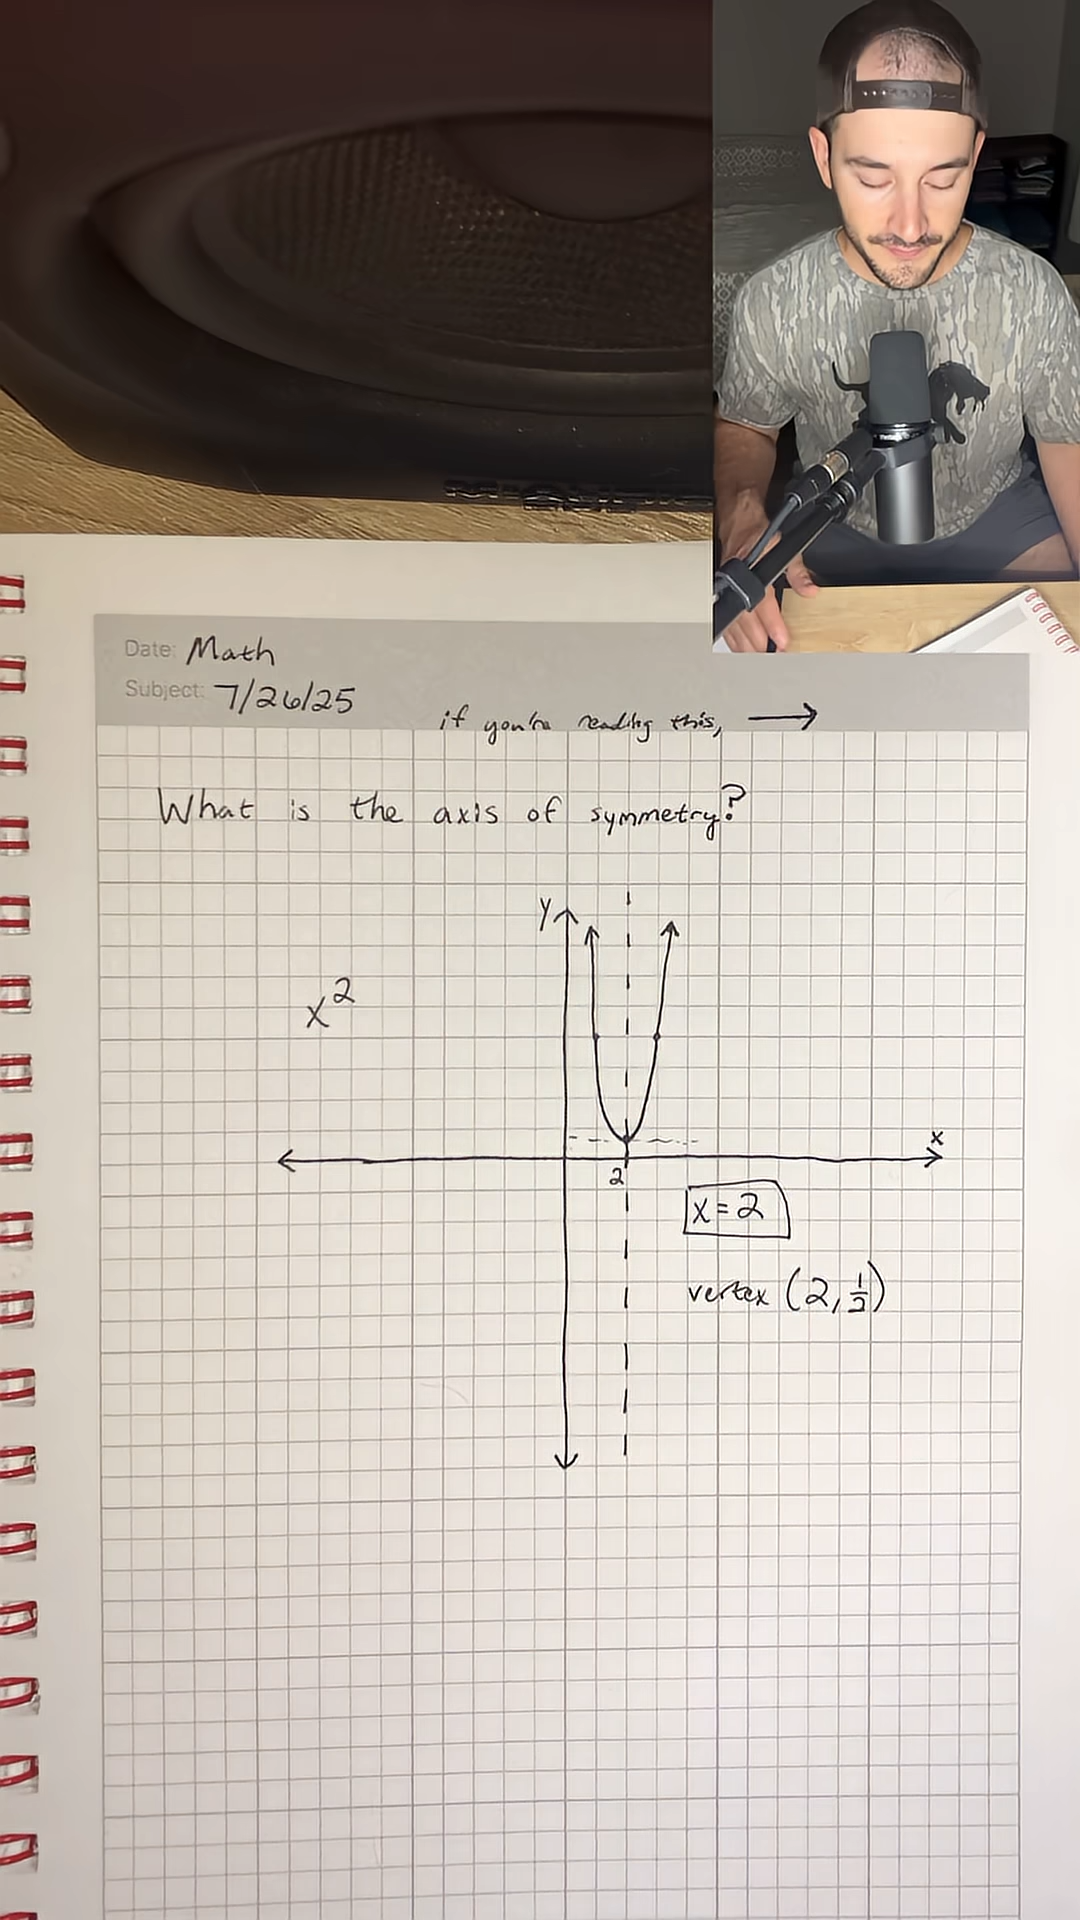 Date: Math
Subject: 7/26/25
if you're reading this, →
What is the axis of symmetry?
y
x²
x
2
x = 2
vertex (2, 1/2)